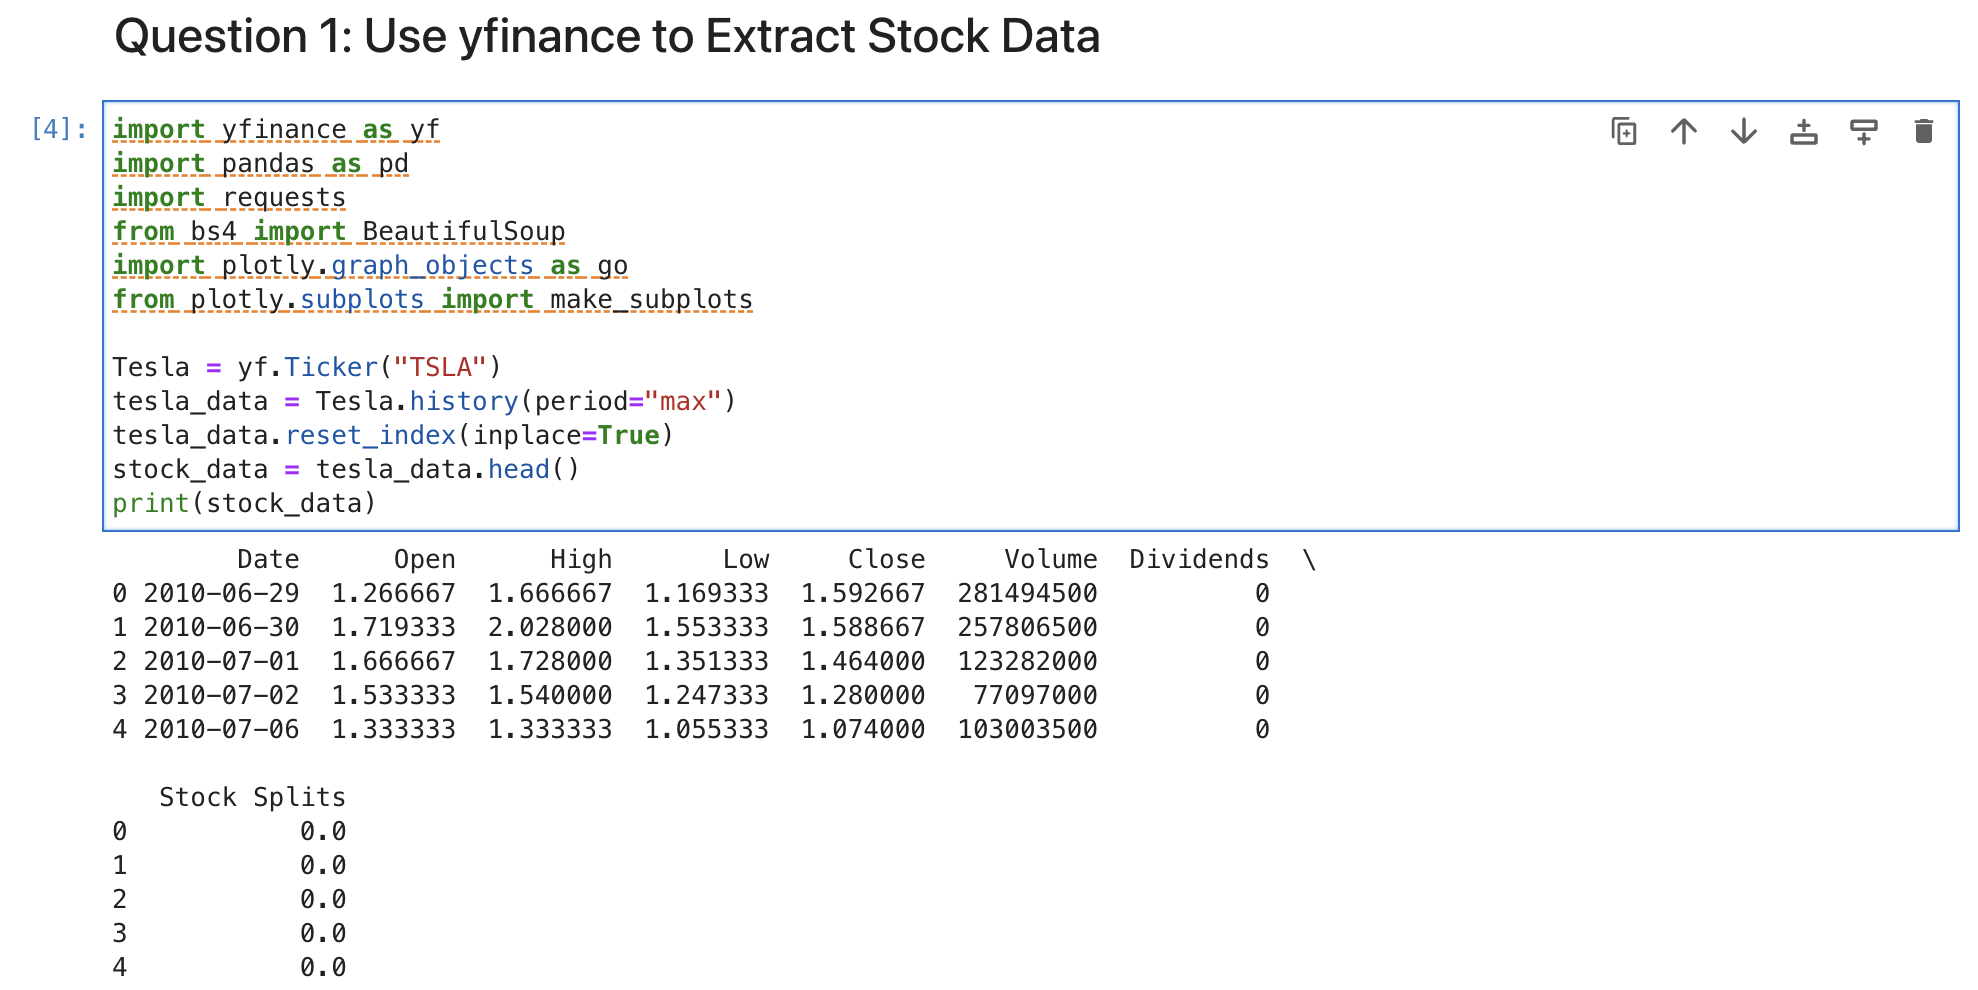 Question 1: Use yfinance to Extract Stock Data
[4]:
import yfinance as yf
import pandas as pd
import requests
from bs4 import BeautifulSoup
import plotly.graph_objects as go
from plotly.subplots import make_subplots

Tesla = yf.Ticker("TSLA")
tesla_data = Tesla.history(period="max")
tesla_data.reset_index(inplace=True)
stock_data = tesla_data.head()
print(stock_data)
        Date      Open      High       Low     Close     Volume  Dividends  \
0 2010-06-29  1.266667  1.666667  1.169333  1.592667  281494500          0
1 2010-06-30  1.719333  2.028000  1.553333  1.588667  257806500          0
2 2010-07-01  1.666667  1.728000  1.351333  1.464000  123282000          0
3 2010-07-02  1.533333  1.540000  1.247333  1.280000   77097000          0
4 2010-07-06  1.333333  1.333333  1.055333  1.074000  103003500          0

   Stock Splits
0           0.0
1           0.0
2           0.0
3           0.0
4           0.0